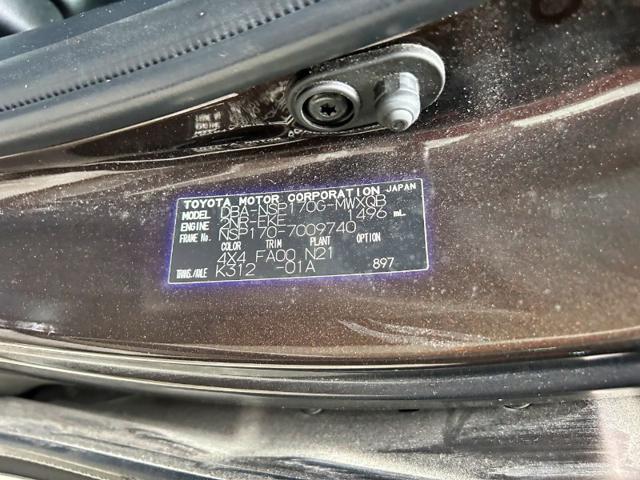 TOYOTA MOTOR CORPORATION JAPAN
MODEL DBA-NSP170G-MWXQB
ENGINE 2NR-FKE 1496 mL
FRAME No. NSP170-7009740
COLOR TRIM PLANT
4X4 FA00 N21
TRANS./AXLE K312 -01A 897